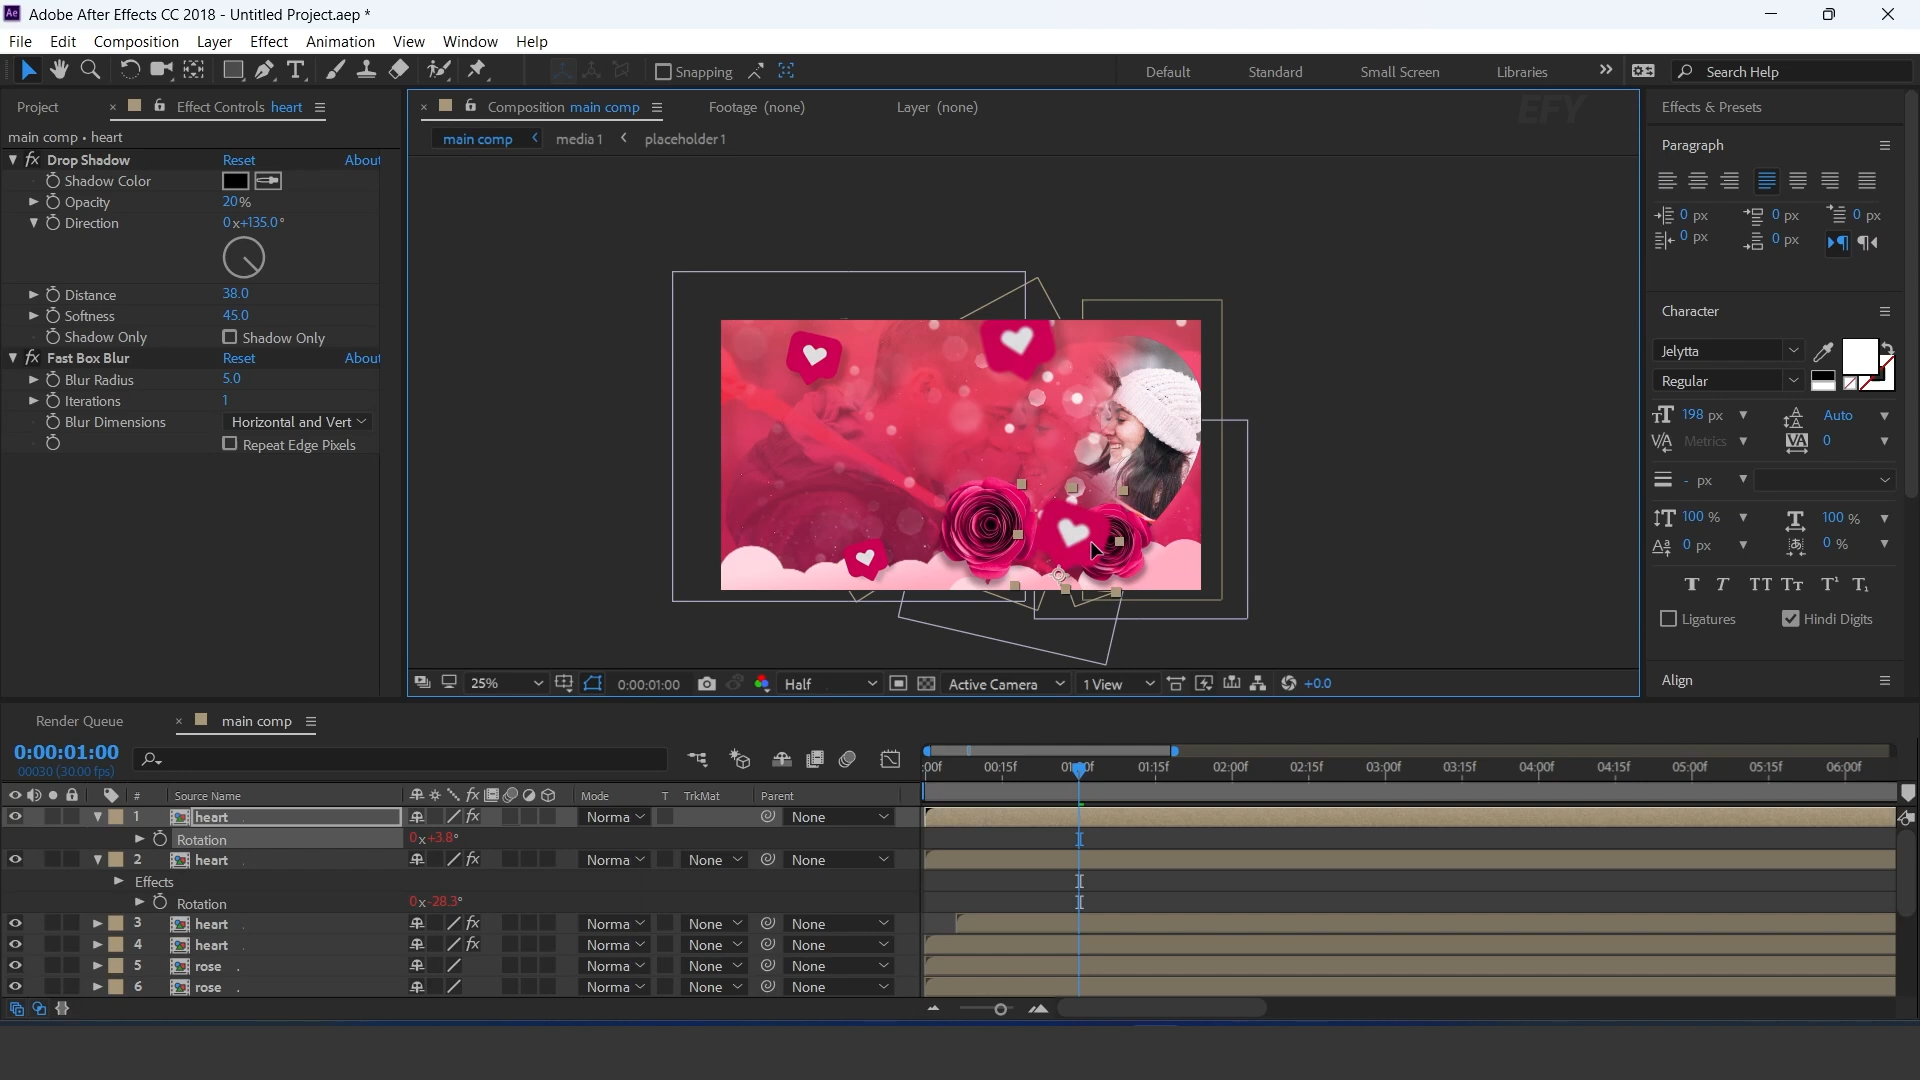 Adobe After Effects CC 2018 - Untitled Project.aep *
File Edit Composition Layer Effect Animation View Window Help
Snapping Default Standard Small Screen Libraries Search Help
Project Effect Controls heart
main comp • heart
Drop Shadow Reset About
Shadow Color
Opacity 20%
Direction 0x+135.0°
Distance 38.0
Softness 45.0
Shadow Only Shadow Only
Fast Box Blur Reset About
Blur Radius 5.0
Iterations 1
Blur Dimensions Horizontal and Vert
Repeat Edge Pixels
Composition main comp Footage (none) Layer (none) EFY
main comp media 1 placeholder 1
25% 0:00:01:00 Half Active Camera 1 View +0.0
Effects & Presets
Paragraph
0 px 0 px 0 px
0 px 0 px
Character
Jelytta
Regular
198 px Auto
Metrics 0
- px
100 % 100 %
0 px 0 %
T T TT Tт T¹ T₁
Ligatures Hindi Digits
Align
Render Queue main comp
0:00:01:00
00030 (30.00 fps)
:00f 00:15f 01:00f 01:15f 02:00f 02:15f 03:00f 03:15f 04:00f 04:15f 05:00f 05:15f 06:00f
# Source Name Mode T TrkMat Parent
1 heart Norma None
Rotation 0x+3.8°
2 heart Norma None None
Effects
Rotation 0x-28.3°
3 heart Norma None None
4 heart Norma None None
5 rose Norma None None
6 rose Norma None None